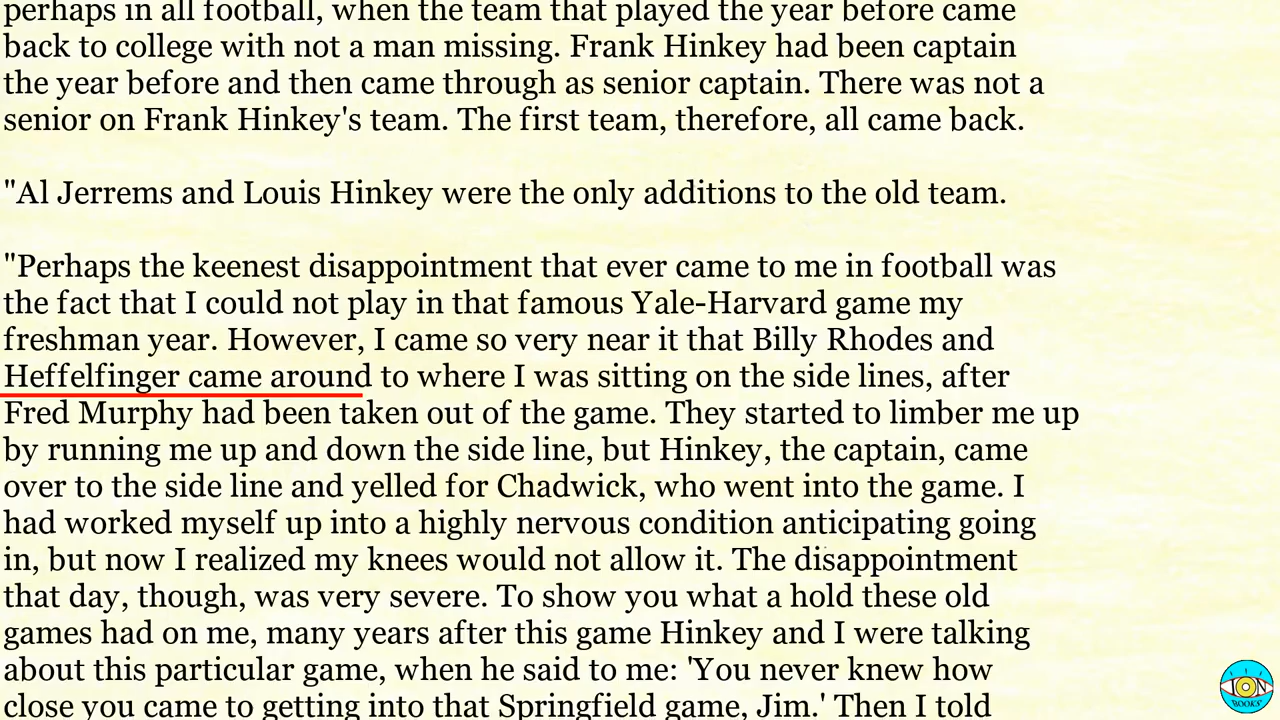 perhaps in all football, when the team that played the year before came
back to college with not a man missing. Frank Hinkey had been captain
the year before and then came through as senior captain. There was not a
senior on Frank Hinkey's team. The first team, therefore, all came back.
"Al Jerrems and Louis Hinkey were the only additions to the old team.
"Perhaps the keenest disappointment that ever came to me in football was
the fact that I could not play in that famous Yale-Harvard game my
freshman year. However, I came so very near it that Billy Rhodes and
Heffelfinger came around to where I was sitting on the side lines, after
Fred Murphy had been taken out of the game. They started to limber me up
by running me up and down the side line, but Hinkey, the captain, came
over to the side line and yelled for Chadwick, who went into the game. I
had worked myself up into a highly nervous condition anticipating going
in, but now I realized my knees would not allow it. The disappointment
that day, though, was very severe. To show you what a hold these old
games had on me, many years after this game Hinkey and I were talking
about this particular game, when he said to me: 'You never knew how
close you came to getting into that Springfield game, Jim.' Then I told
ION
BOOKS